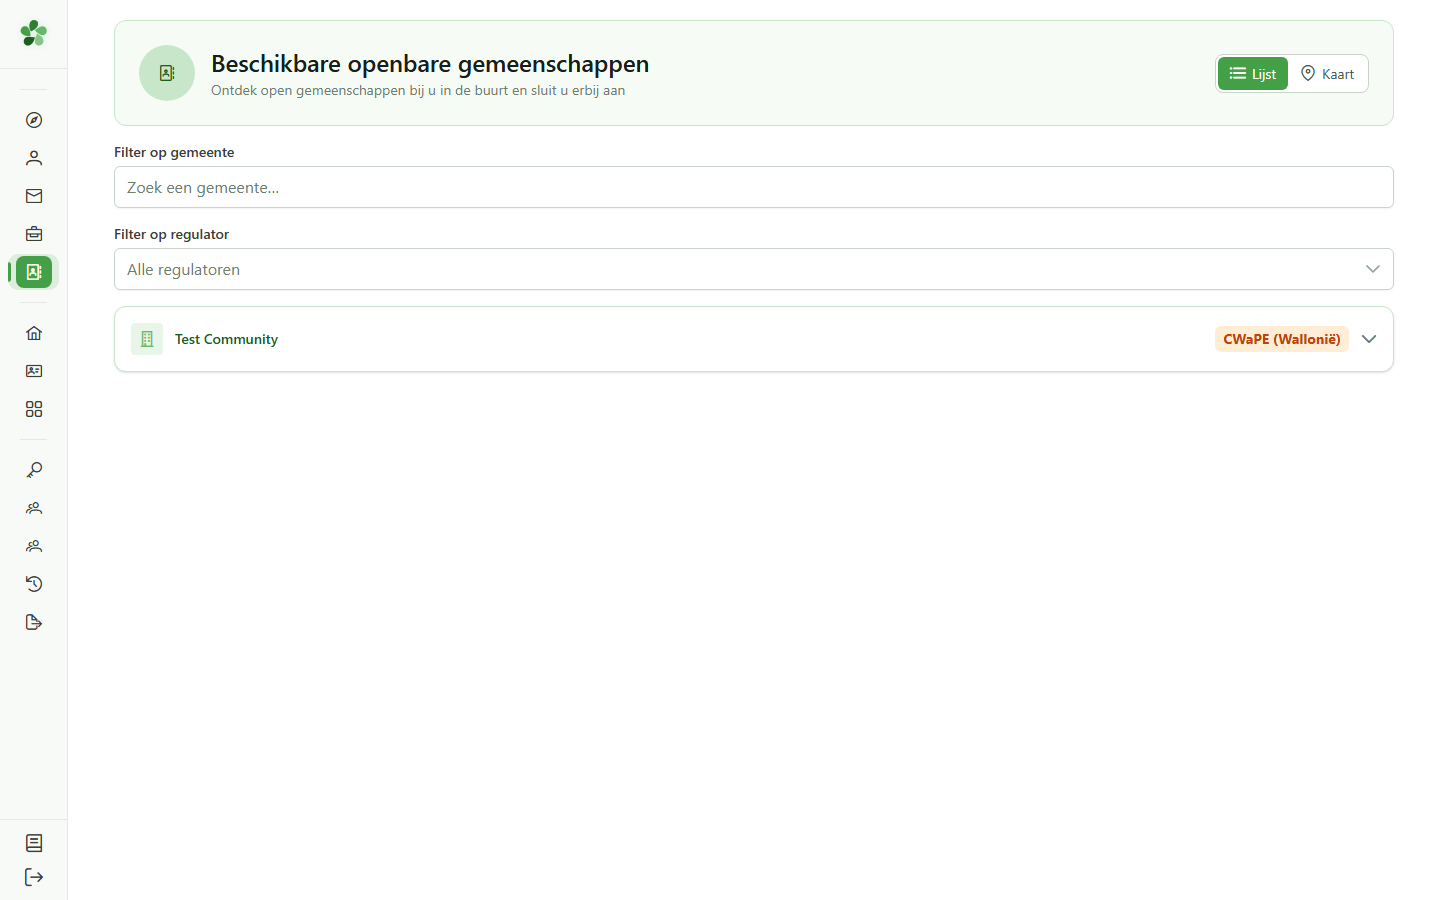 Beschikbare openbare gemeenschappen
Ontdek open gemeenschappen bij u in de buurt en sluit u erbij aan
Lijst
Kaart
Filter op gemeente
Zoek een gemeente...
Filter op regulator
Alle regulatoren
Test Community
CWaPE (Wallonië)